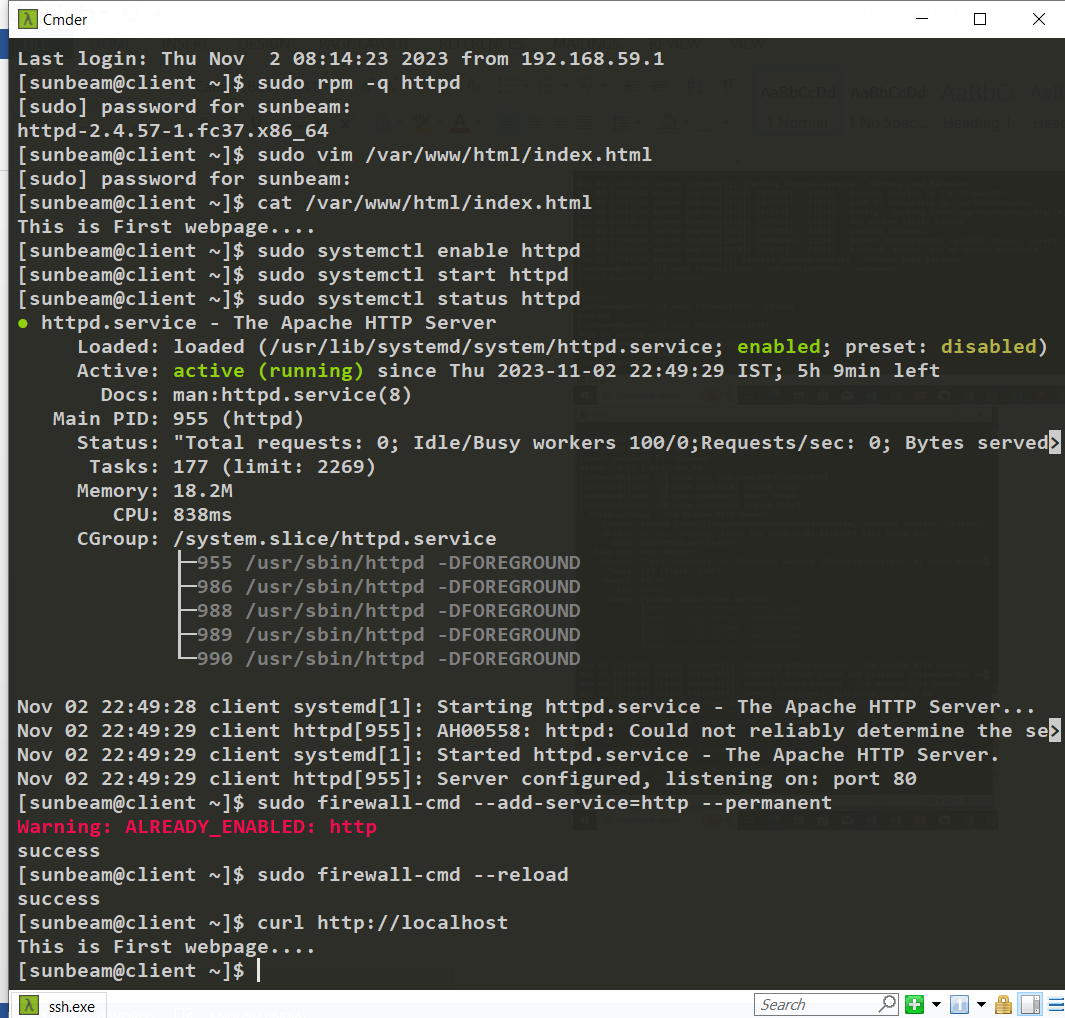 Cmder
Last login: Thu Nov  2 08:14:23 2023 from 192.168.59.1
[sunbeam@client ~]$ sudo rpm -q httpd
[sudo] password for sunbeam:
httpd-2.4.57-1.fc37.x86_64
[sunbeam@client ~]$ sudo vim /var/www/html/index.html
[sudo] password for sunbeam:
[sunbeam@client ~]$ cat /var/www/html/index.html
This is First webpage....
[sunbeam@client ~]$ sudo systemctl enable httpd
[sunbeam@client ~]$ sudo systemctl start httpd
[sunbeam@client ~]$ sudo systemctl status httpd
● httpd.service - The Apache HTTP Server
     Loaded: loaded (/usr/lib/systemd/system/httpd.service; enabled; preset: disabled)
     Active: active (running) since Thu 2023-11-02 22:49:29 IST; 5h 9min left
       Docs: man:httpd.service(8)
   Main PID: 955 (httpd)
     Status: "Total requests: 0; Idle/Busy workers 100/0;Requests/sec: 0; Bytes served>
      Tasks: 177 (limit: 2269)
     Memory: 18.2M
        CPU: 838ms
     CGroup: /system.slice/httpd.service
             ├─955 /usr/sbin/httpd -DFOREGROUND
             ├─986 /usr/sbin/httpd -DFOREGROUND
             ├─988 /usr/sbin/httpd -DFOREGROUND
             ├─989 /usr/sbin/httpd -DFOREGROUND
             └─990 /usr/sbin/httpd -DFOREGROUND
Nov 02 22:49:28 client systemd[1]: Starting httpd.service - The Apache HTTP Server...
Nov 02 22:49:29 client httpd[955]: AH00558: httpd: Could not reliably determine the se>
Nov 02 22:49:29 client systemd[1]: Started httpd.service - The Apache HTTP Server.
Nov 02 22:49:29 client httpd[955]: Server configured, listening on: port 80
[sunbeam@client ~]$ sudo firewall-cmd --add-service=http --permanent
Warning: ALREADY_ENABLED: http
success
[sunbeam@client ~]$ sudo firewall-cmd --reload
success
[sunbeam@client ~]$ curl http://localhost
This is First webpage....
[sunbeam@client ~]$
ssh.exe
Search